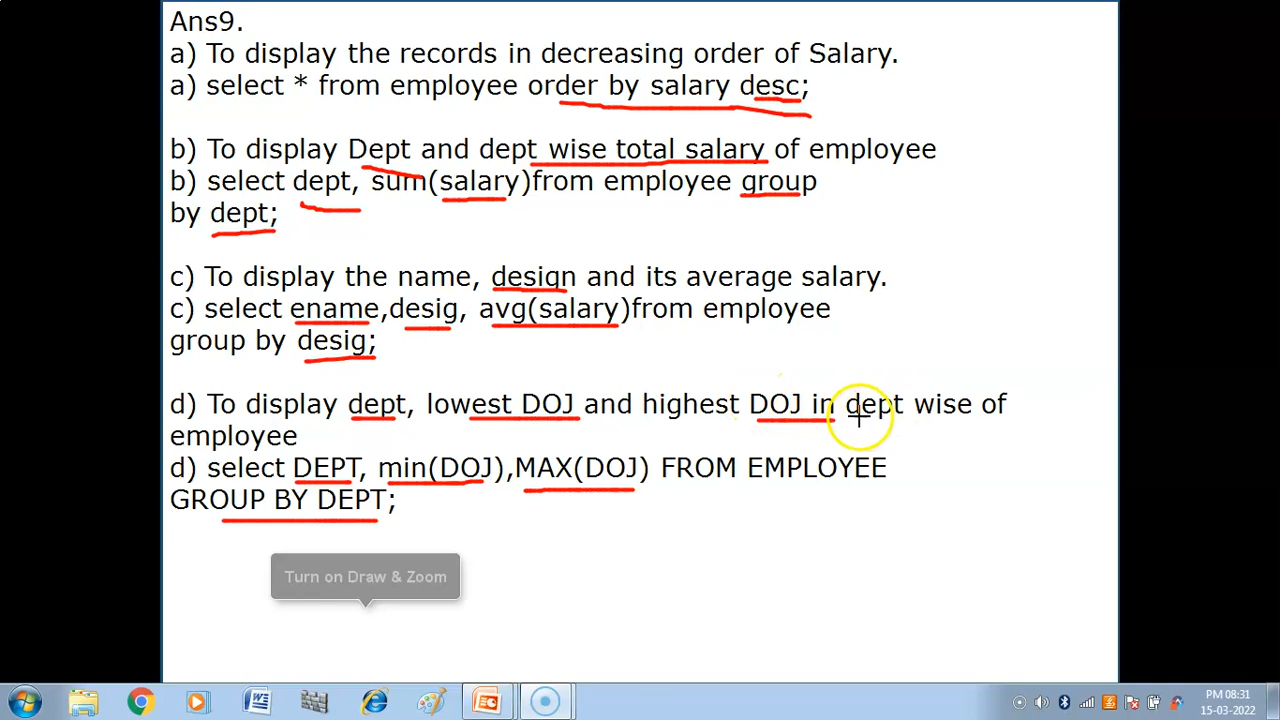 Ans9.
a) To display the records in decreasing order of Salary.
a) select * from employee order by salary desc;
b) To display Dept and dept wise total salary of employee
b) select dept, sum(salary)from employee group
by dept;
c) To display the name, design and its average salary.
c) select ename,desig, avg(salary)from employee
group by desig;
d) To display dept, lowest DOJ and highest DOJ in dept wise of
employee
d) select DEPT, min(DOJ),MAX(DOJ) FROM EMPLOYEE
GROUP BY DEPT;
Turn on Draw & Zoom
PM 08:31
15-03-2022